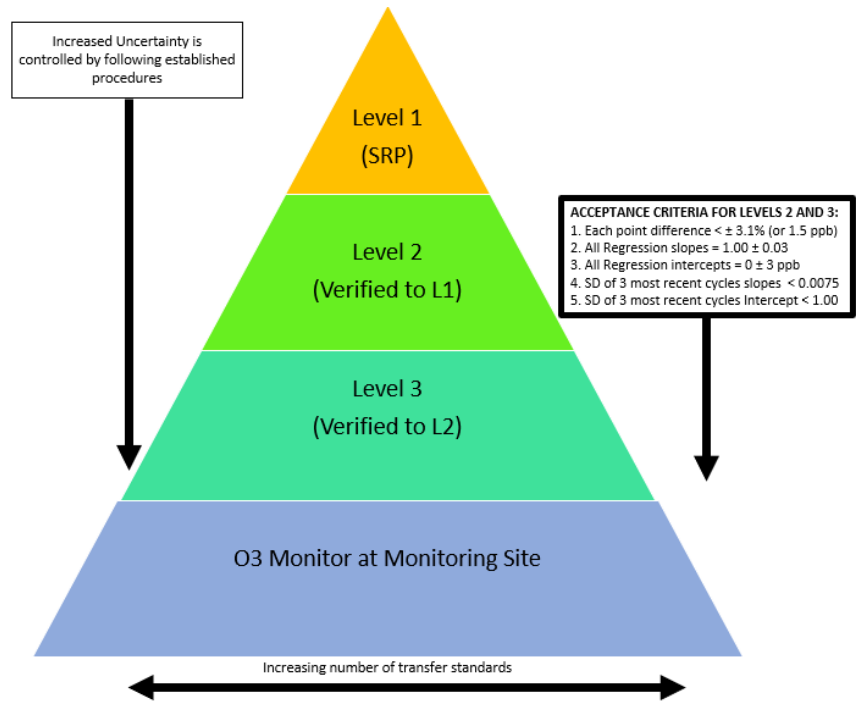 Increased Uncertainty is
controlled by following established
procedures
Level 1
(SRP)
Level 2
(Verified to L1)
ACCEPTANCE CRITERIA FOR LEVELS 2 AND 3:
1. Each point difference < ± 3.1% (or 1.5 ppb)
2. All Regression slopes = 1.00 ± 0.03
3. All Regression intercepts = 0 ± 3 ppb
4. SD of 3 most recent cycles slopes < 0.0075
5. SD of 3 most recent cycles Intercept < 1.00
Level 3
(Verified to L2)
O3 Monitor at Monitoring Site
Increasing number of transfer standards